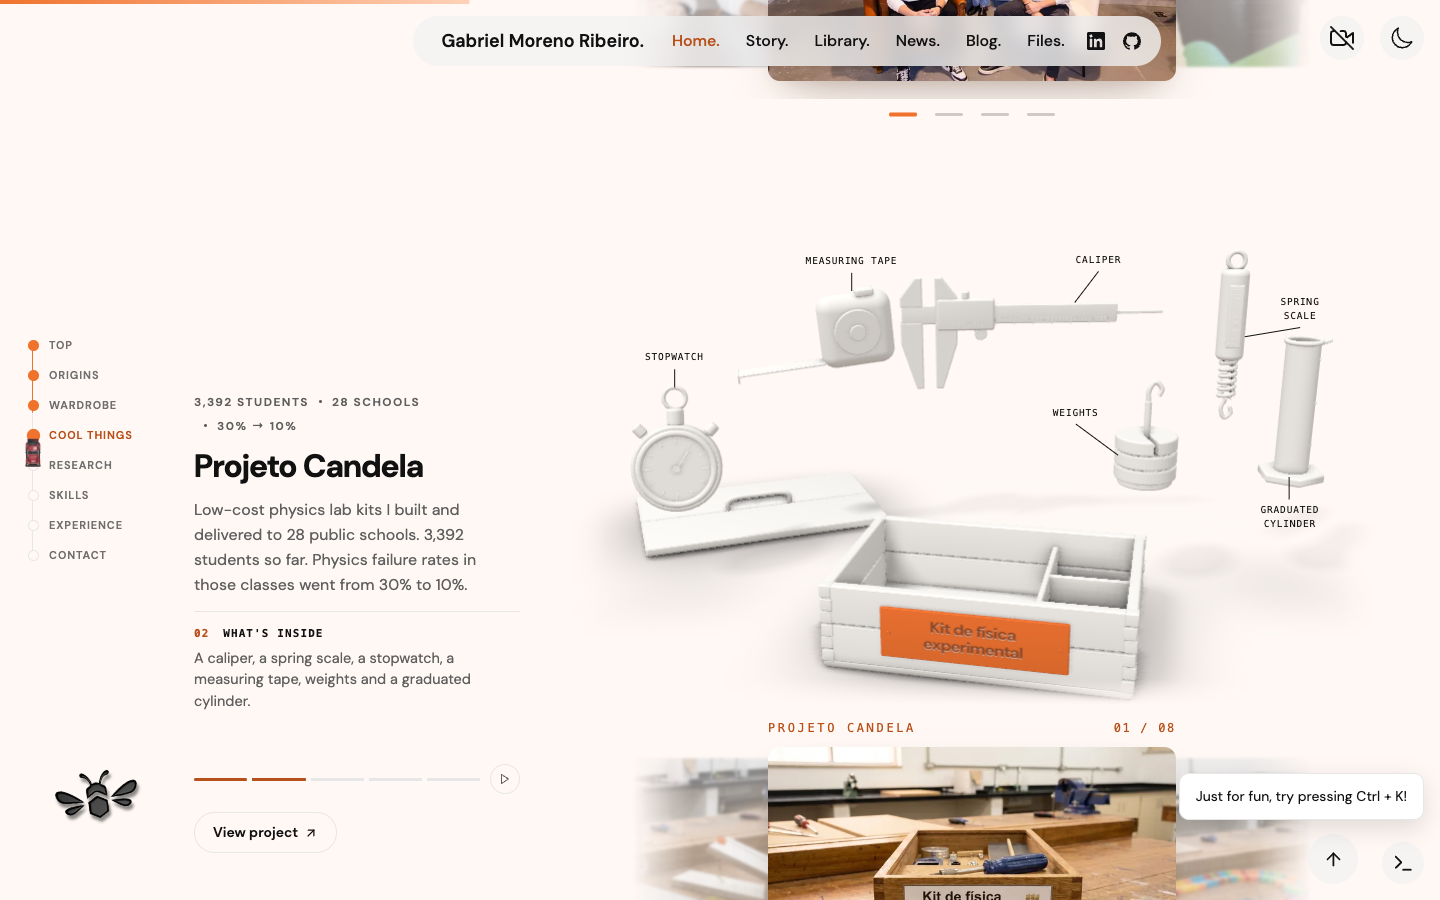 Gabriel Moreno Ribeiro.
Home.
Story.
Library.
News.
Blog.
Files.
TOP
ORIGINS
WARDROBE
COOL THINGS
RESEARCH
SKILLS
EXPERIENCE
CONTACT
3,392 STUDENTS • 28 SCHOOLS
• 30% → 10%
Projeto Candela
Low-cost physics lab kits I built and
delivered to 28 public schools. 3,392
students so far. Physics failure rates in
those classes went from 30% to 10%.
02 WHAT'S INSIDE
A caliper, a spring scale, a stopwatch, a
measuring tape, weights and a graduated
cylinder.
View project
MEASURING TAPE
CALIPER
SPRING
SCALE
STOPWATCH
WEIGHTS
GRADUATED
CYLINDER
Kit de física
experimental
PROJETO CANDELA
01 / 08
Kit de física
Just for fun, try pressing Ctrl + K!